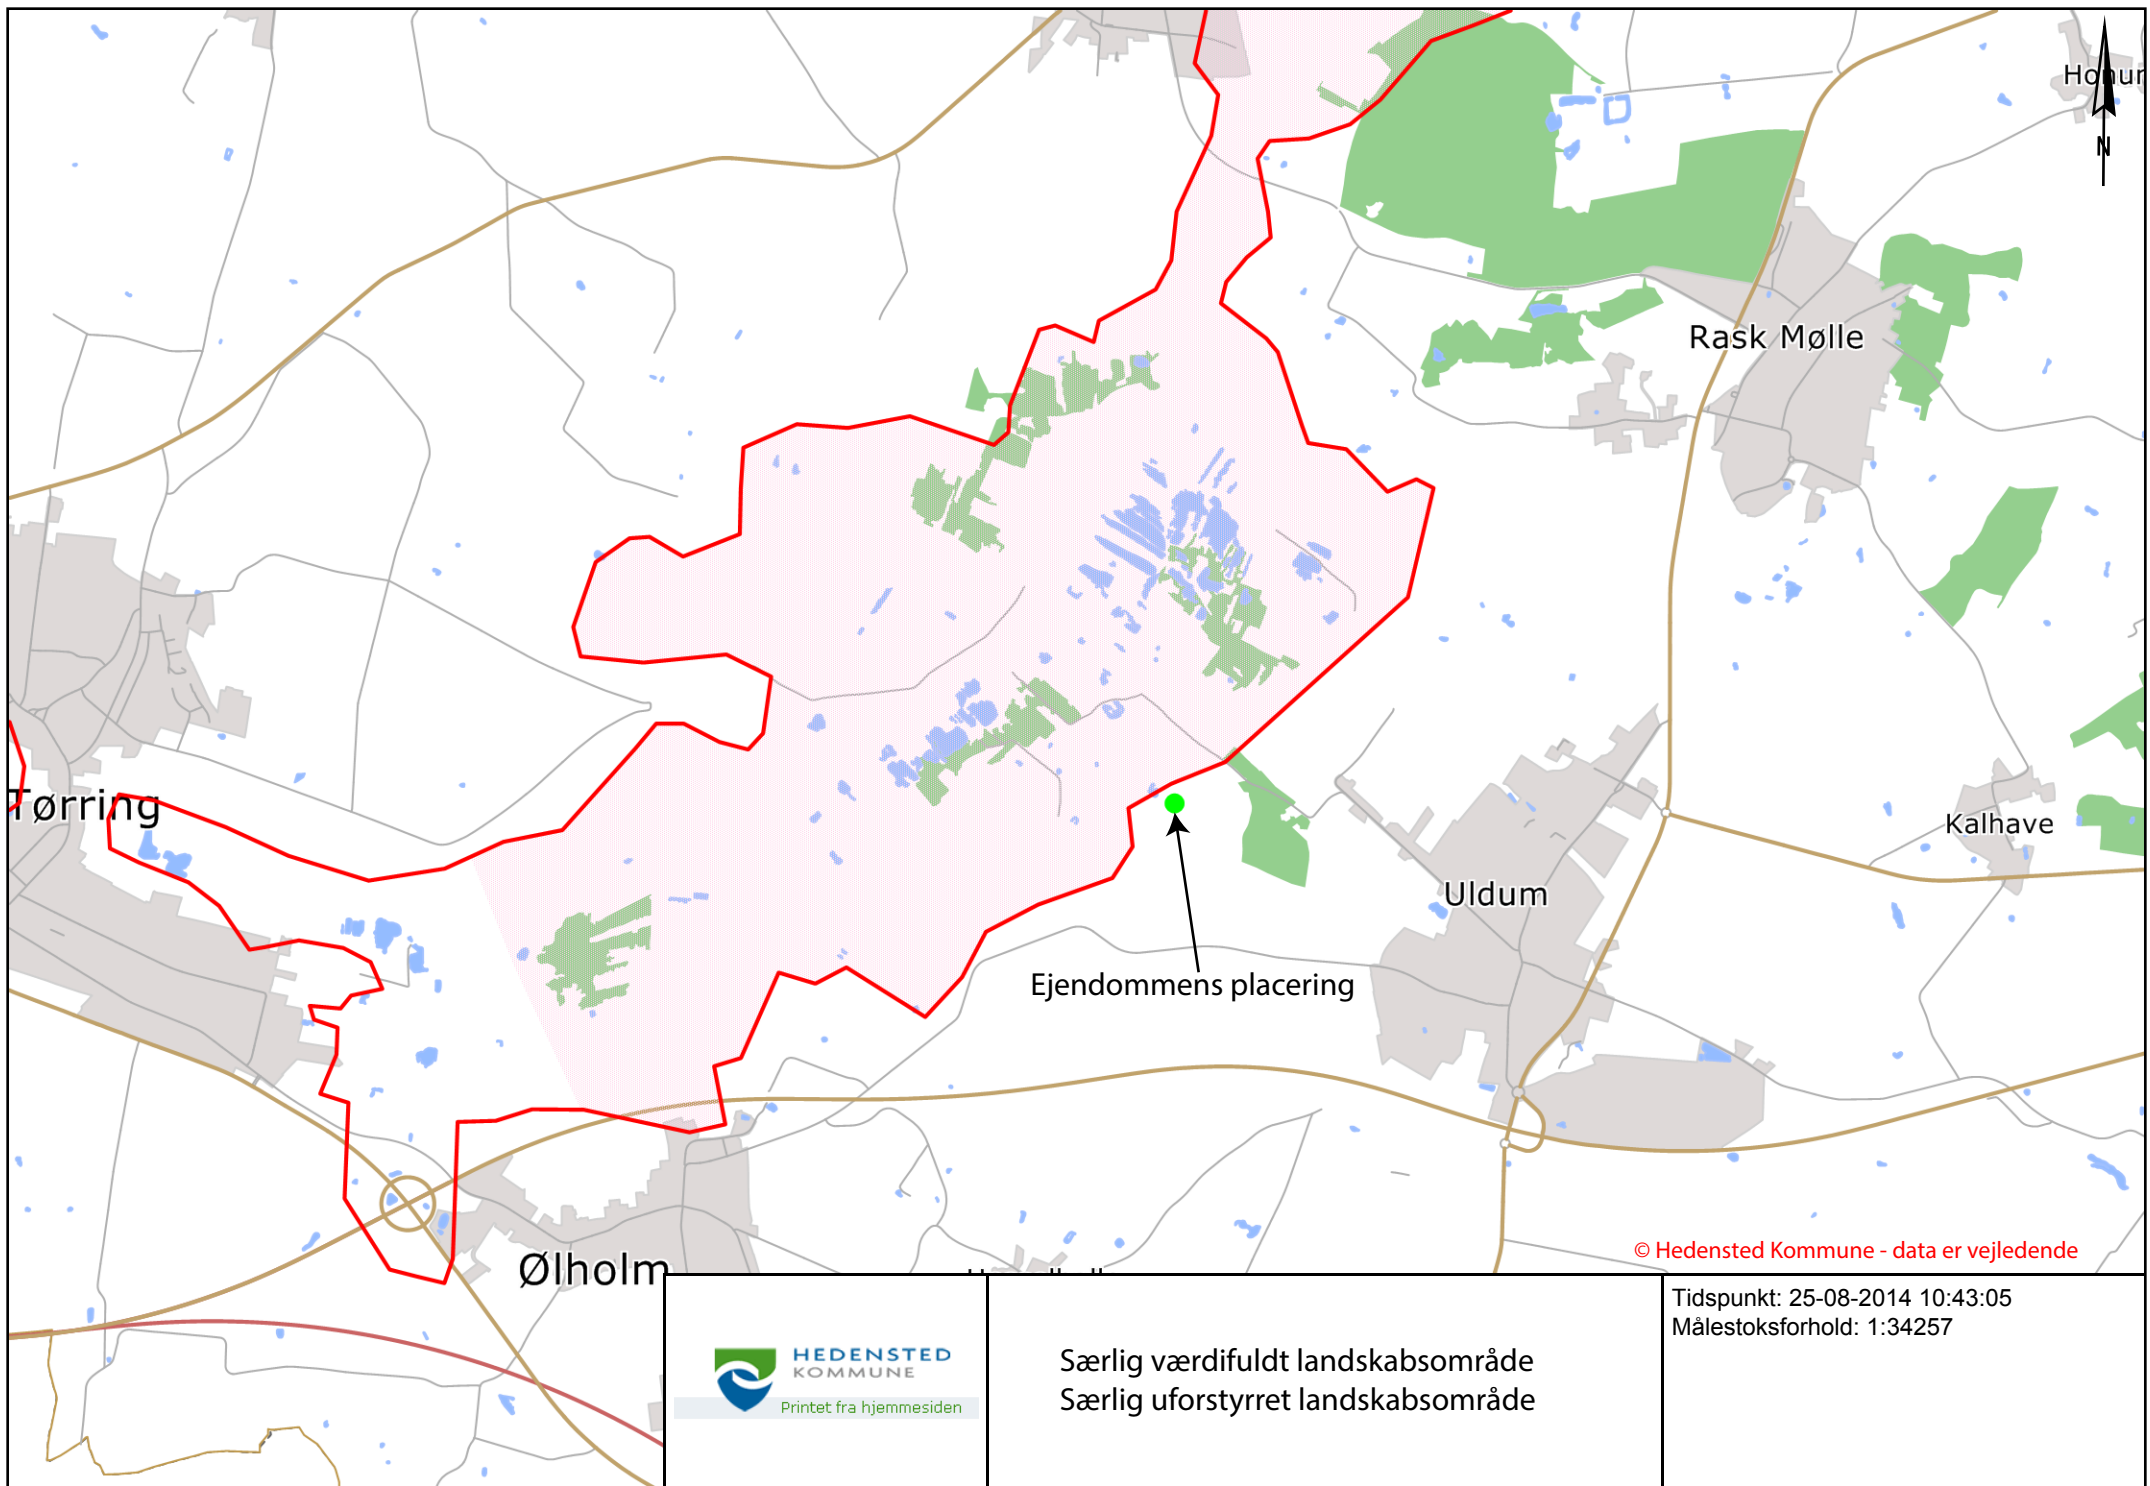 Honur
N
Rask Mølle
Tørring
Kalhave
Uldum
Ejendommens placering
© Hedensted Kommune - data er vejledende
Ølholm
HEDENSTED
KOMMUNE
Printet fra hjemmesiden
Særlig værdifuldt landskabsområde
Særlig uforstyrret landskabsområde
Tidspunkt: 25-08-2014 10:43:05
Målestoksforhold: 1:34257